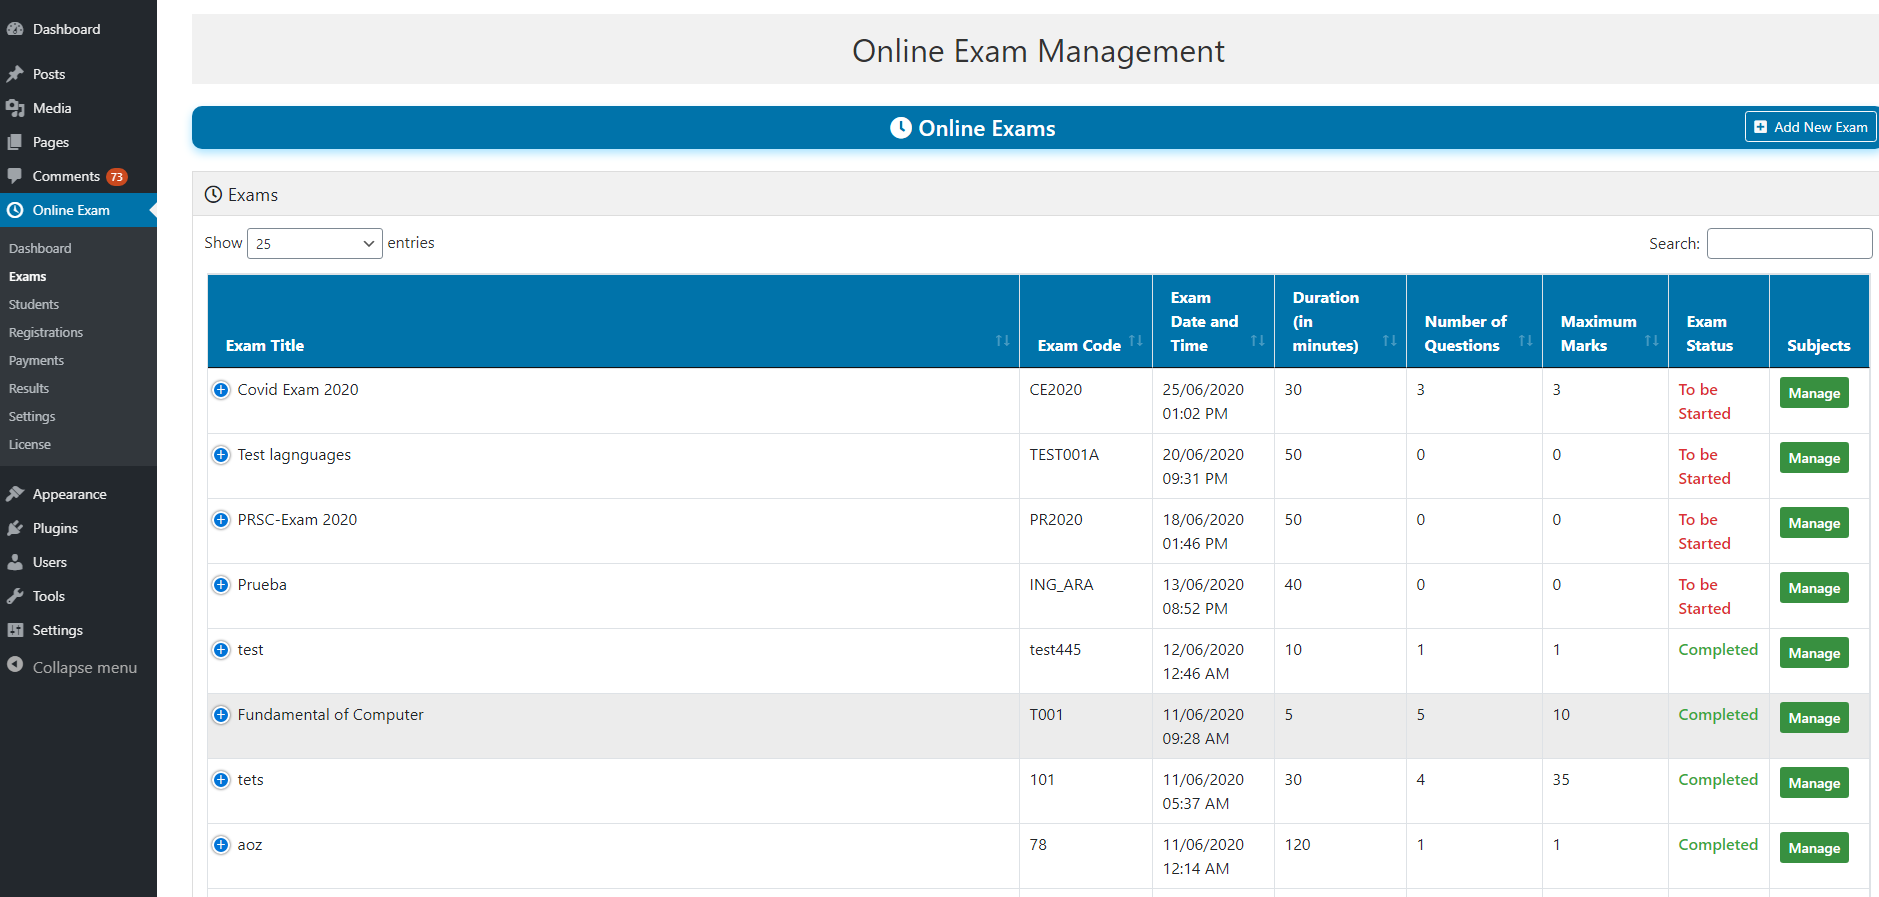 Dashboard
Posts
Media
Pages
Comments 73
Online Exam
Dashboard
Exams
Students
Registrations
Payments
Results
Settings
License
Appearance
Plugins
Users
Tools
Settings
Collapse menu
Online Exam Management
Online Exams
Add New Exam
Exams
Show 25 entries
Search:
Exam Title
Exam Code
Exam
Date and
Time
Duration
(in
minutes)
Number of
Questions
Maximum
Marks
Exam
Status
Subjects
Covid Exam 2020 CE2020 25/06/2020 30 3 3 To be Manage
01:02 PM Started
Test lagnguages TEST001A 20/06/2020 50 0 0 To be Manage
09:31 PM Started
PRSC-Exam 2020 PR2020 18/06/2020 50 0 0 To be Manage
01:46 PM Started
Prueba ING_ARA 13/06/2020 40 0 0 To be Manage
08:52 PM Started
test test445 12/06/2020 10 1 1 Completed Manage
12:46 AM
Fundamental of Computer T001 11/06/2020 5 5 10 Completed Manage
09:28 AM
tets 101 11/06/2020 30 4 35 Completed Manage
05:37 AM
aoz 78 11/06/2020 120 1 1 Completed Manage
12:14 AM